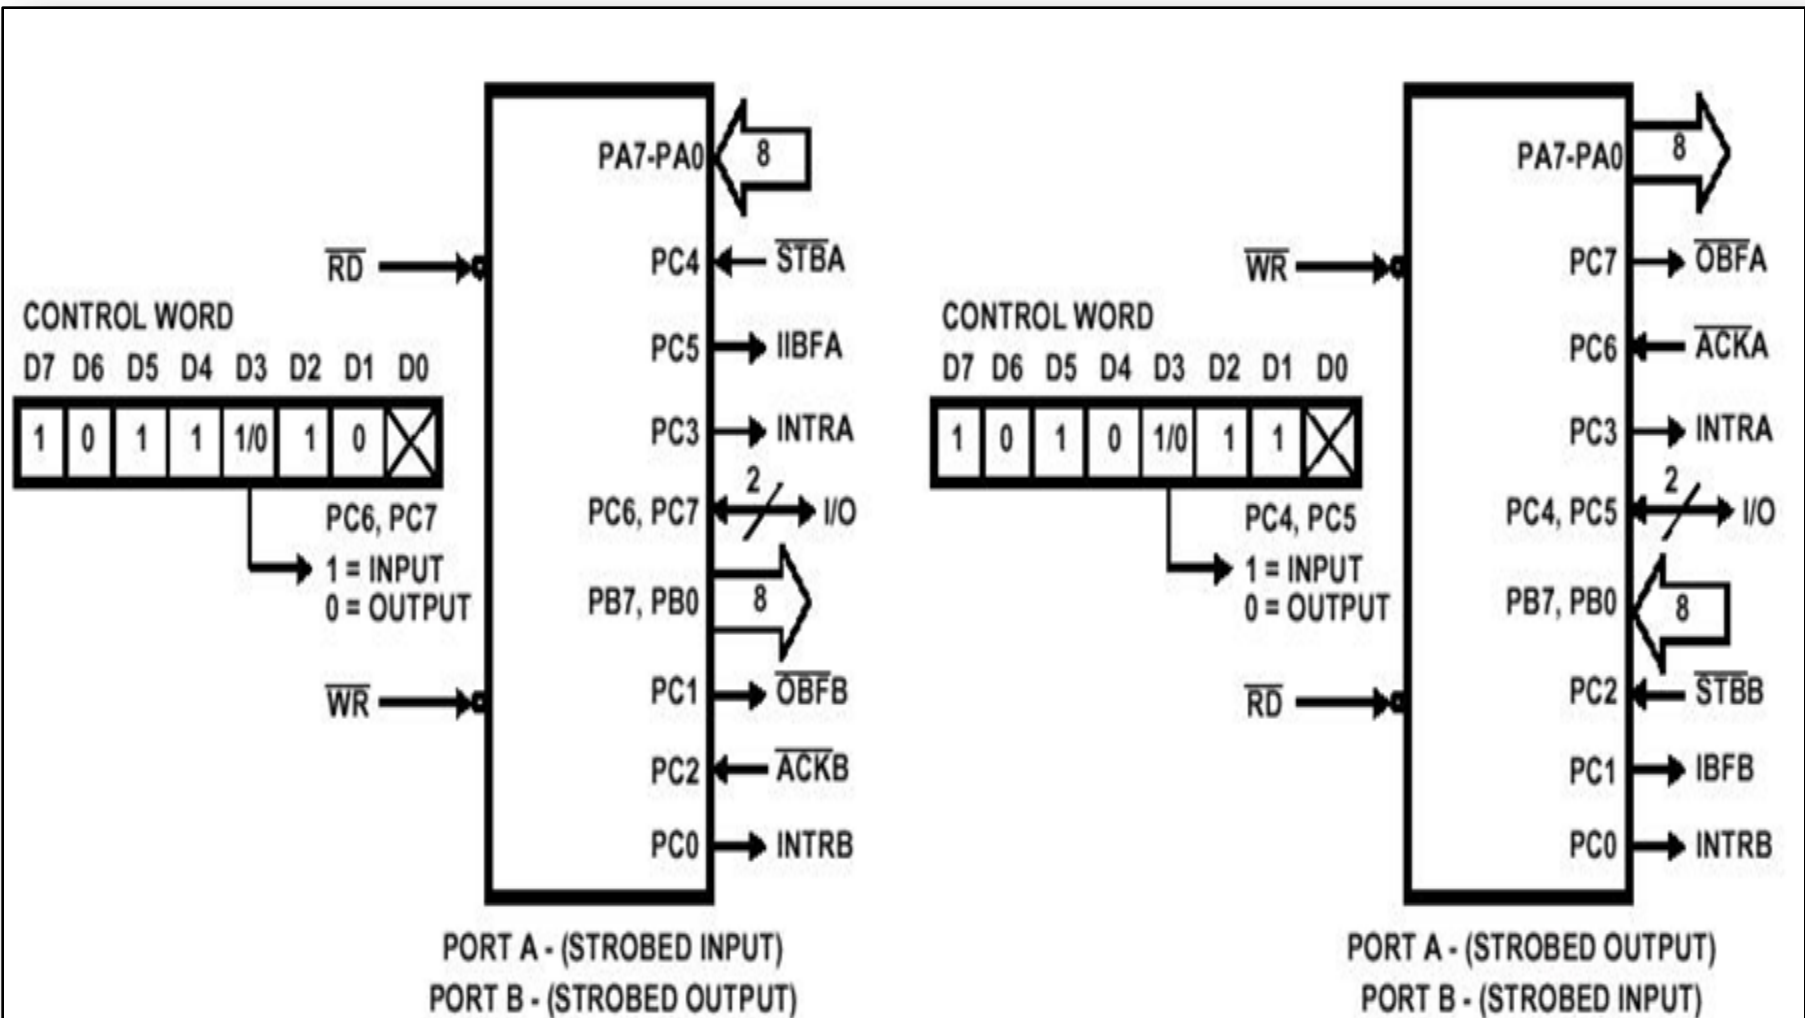 PA7-PA0
8
RD
PC4
STBA
CONTROL WORD
PC5
IIBFA
D7 D6 D5 D4 D3 D2 D1 D0
1 0 1 1 1/0 1 0
PC3
INTRA
2
PC6, PC7
I/O
PC6, PC7
1 = INPUT
0 = OUTPUT
PB7, PB0
8
WR
PC1
OBFB
PC2
ACKB
PC0
INTRB
PORT A - (STROBED INPUT)
PORT B - (STROBED OUTPUT)
PA7-PA0
8
WR
PC7
OBFA
CONTROL WORD
PC6
ACKA
D7 D6 D5 D4 D3 D2 D1 D0
1 0 1 0 1/0 1 1
PC3
INTRA
2
PC4, PC5
I/O
PC4, PC5
1 = INPUT
0 = OUTPUT
PB7, PB0
8
RD
PC2
STBB
PC1
IBFB
PC0
INTRB
PORT A - (STROBED OUTPUT)
PORT B - (STROBED INPUT)